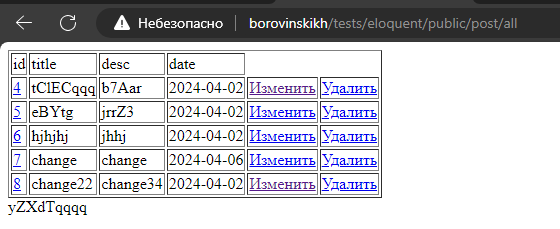 Небезопасно borovinskikh/tests/eloquent/public/post/all
id title desc date
4 tClECqqq b7Aar 2024-04-02 Изменить Удалить
5 eBYtg jrrZ3 2024-04-02 Изменить Удалить
6 hjhjhj jhhj 2024-04-02 Изменить Удалить
7 change change 2024-04-06 Изменить Удалить
8 change22 change34 2024-04-02 Изменить Удалить
yZXdTqqqq